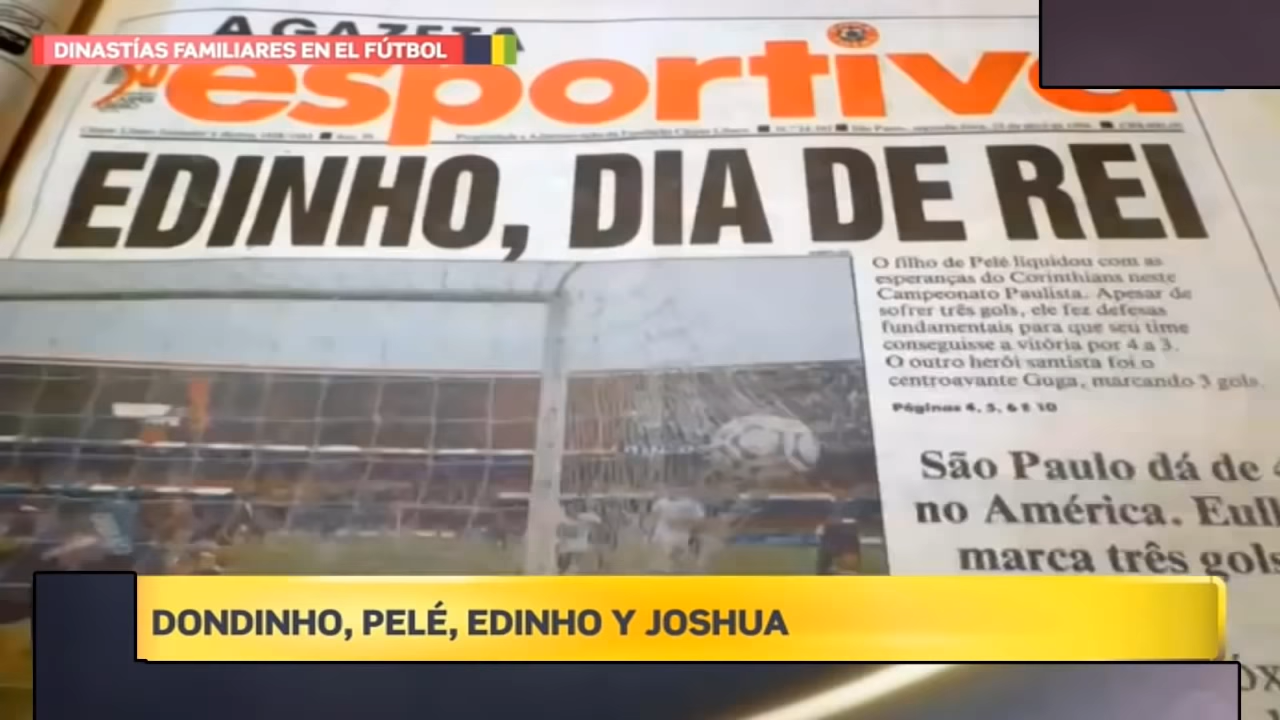 A GAZETA
DINASTÍAS FAMILIARES EN EL FÚTBOL
esportiva
EDINHO, DIA DE REI
O filho de Pelé liquidou com as
esperanças do Corinthians neste
Campeonato Paulista. Apesar de
sofrer três gols, ele fez defesas
fundamentais para que seu time
conseguisse a vitória por 4 a 3.
O outro herói santista foi o
centroavante Guga, marcando 3 gols.
Páginas 4, 5, 6 e 10
São Paulo dá de
no América.
marca três gols
DONDINHO, PELÉ, EDINHO Y JOSHUA